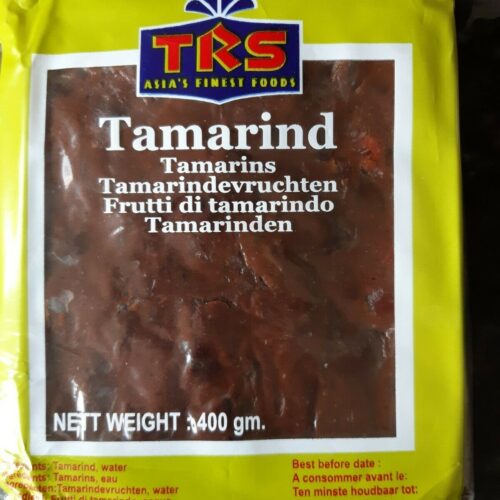 TRS
ASIA'S FINEST FOODS
Tamarind
Tamarins
Tamarindevruchten
Frutti di tamarindo
Tamarinden
NETT WEIGHT : 400 gm.
Tamarind, water
Tamarins, eau
Tamarindevruchten, water
Best before date :
A consommer avant le:
Ten minste houdbaar tot: